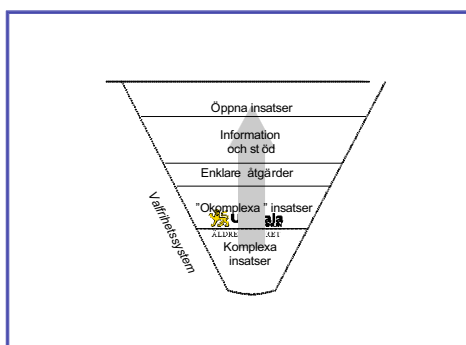 Öppna insatser
Information
och stöd
Enklare åtgärder
"Okomplexa" insatser
Komplexa
insatser
Valfrihetssystem